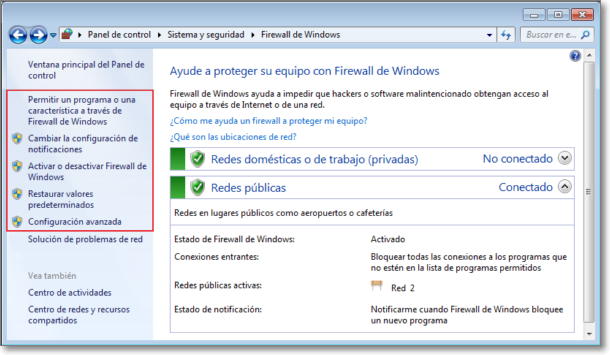 Panel de control
Sistema y seguridad
Firewall de Windows
Buscar en e...
Ventana principal del Panel de
control
Permitir un programa o una
característica a través de
Firewall de Windows
Cambiar la configuración de
notificaciones
Activar o desactivar Firewall de
Windows
Restaurar valores
predeterminados
Configuración avanzada
Solución de problemas de red
Vea también
Centro de actividades
Centro de redes y recursos
compartidos
Ayude a proteger su equipo con Firewall de Windows
Firewall de Windows ayuda a impedir que hackers o software malintencionado obtengan acceso al
equipo a través de Internet o de una red.
¿Cómo me ayuda un firewall a proteger mi equipo?
¿Qué son las ubicaciones de red?
Redes domésticas o de trabajo (privadas) No conectado
Redes públicas Conectado
Redes en lugares públicos como aeropuertos o cafeterías
Estado de Firewall de Windows: Activado
Conexiones entrantes: Bloquear todas las conexiones a los programas que
no estén en la lista de programas permitidos
Redes públicas activas: Red 2
Estado de notificación: Notificarme cuando Firewall de Windows bloquee
un nuevo programa